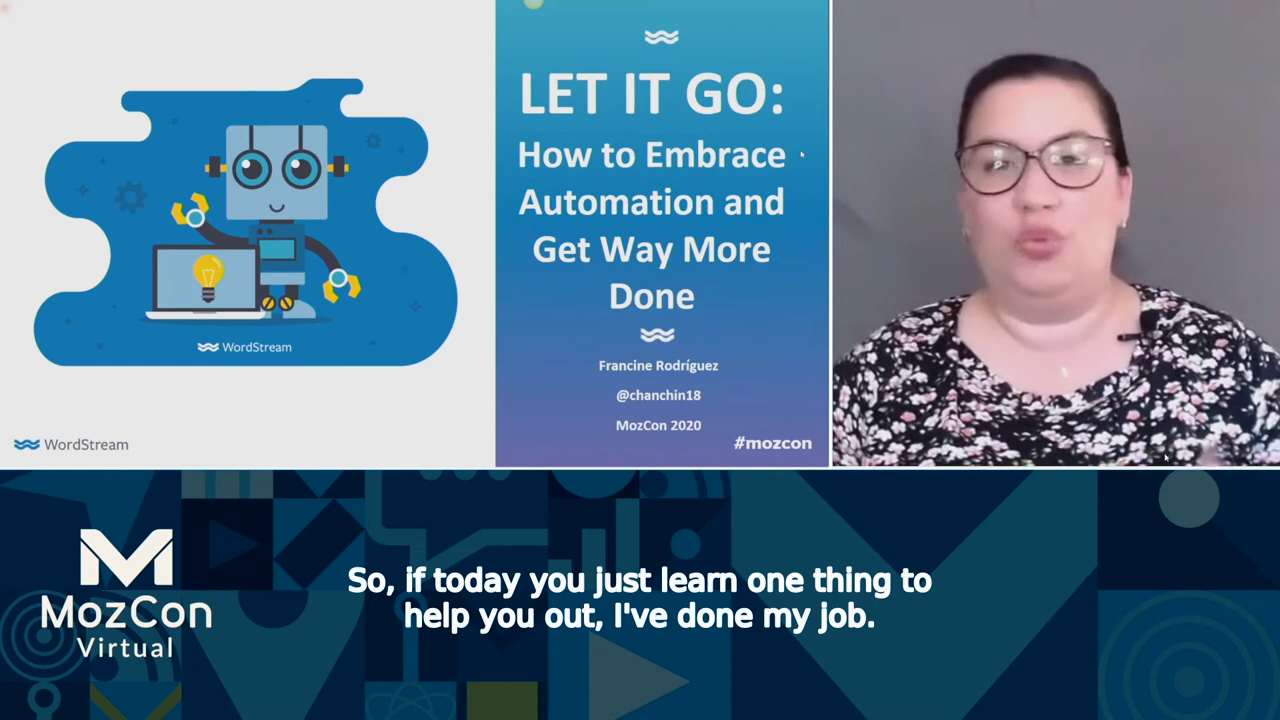 WordStream
WordStream
LET IT GO:
How to Embrace
Automation and
Get Way More
Done
Francine Rodríguez
@chanchin18
MozCon 2020
#mozcon
MozCon
Virtual
So, if today you just learn one thing to
help you out, I've done my job.